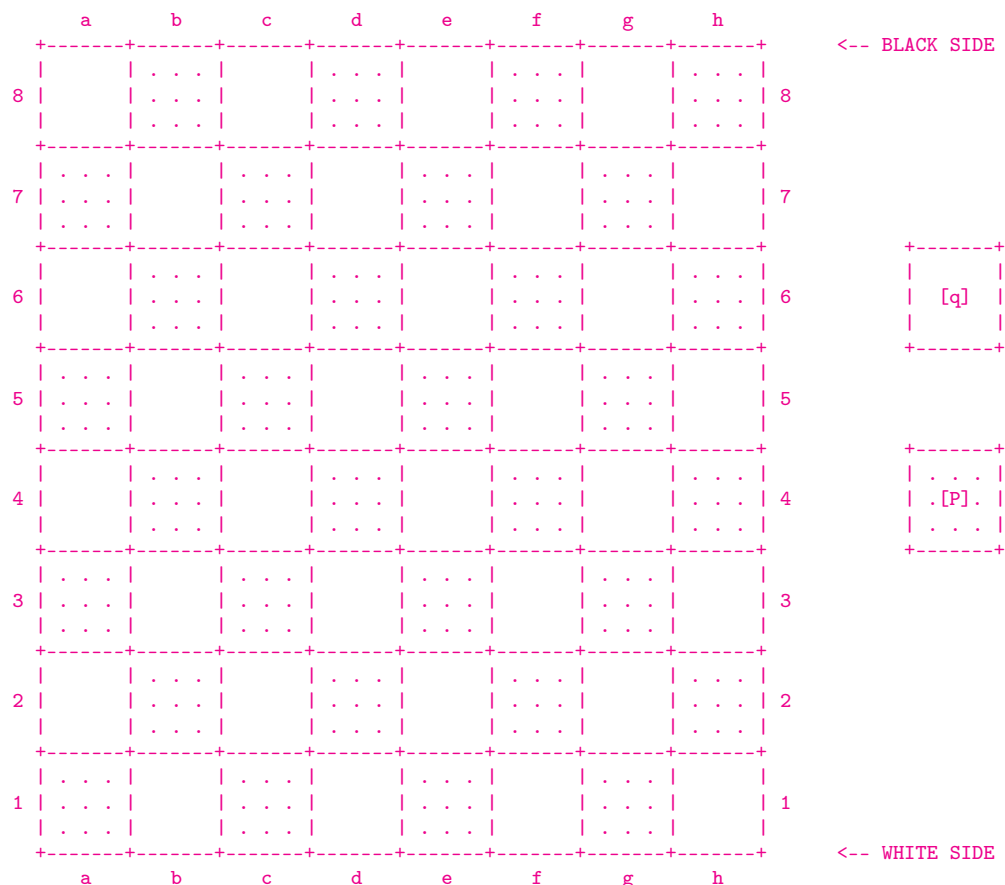 a       b       c       d       e       f       g       h
    +-------+-------+-------+-------+-------+-------+-------+-------+      <-- BLACK SIDE
    |       | . . . |       | . . . |       | . . . |       | . . . |
  8 |       | . . . |       | . . . |       | . . . |       | . . . | 8
    |       | . . . |       | . . . |       | . . . |       | . . . |
    +-------+-------+-------+-------+-------+-------+-------+-------+
    | . . . |       | . . . |       | . . . |       | . . . |       |
  7 | . . . |       | . . . |       | . . . |       | . . . |       | 7
    | . . . |       | . . . |       | . . . |       | . . . |       |
    +-------+-------+-------+-------+-------+-------+-------+-------+            +-------+
    |       | . . . |       | . . . |       | . . . |       | . . . |            |       |
  6 |       | . . . |       | . . . |       | . . . |       | . . . | 6          |  [q]  |
    |       | . . . |       | . . . |       | . . . |       | . . . |            |       |
    +-------+-------+-------+-------+-------+-------+-------+-------+            +-------+
    | . . . |       | . . . |       | . . . |       | . . . |       |
  5 | . . . |       | . . . |       | . . . |       | . . . |       | 5
    | . . . |       | . . . |       | . . . |       | . . . |       |
    +-------+-------+-------+-------+-------+-------+-------+-------+            +-------+
    |       | . . . |       | . . . |       | . . . |       | . . . |            | . . . |
  4 |       | . . . |       | . . . |       | . . . |       | . . . | 4          | .[P]. |
    |       | . . . |       | . . . |       | . . . |       | . . . |            | . . . |
    +-------+-------+-------+-------+-------+-------+-------+-------+            +-------+
    | . . . |       | . . . |       | . . . |       | . . . |       |
  3 | . . . |       | . . . |       | . . . |       | . . . |       | 3
    | . . . |       | . . . |       | . . . |       | . . . |       |
    +-------+-------+-------+-------+-------+-------+-------+-------+
    |       | . . . |       | . . . |       | . . . |       | . . . |
  2 |       | . . . |       | . . . |       | . . . |       | . . . | 2
    |       | . . . |       | . . . |       | . . . |       | . . . |
    +-------+-------+-------+-------+-------+-------+-------+-------+
    | . . . |       | . . . |       | . . . |       | . . . |       |
  1 | . . . |       | . . . |       | . . . |       | . . . |       | 1
    | . . . |       | . . . |       | . . . |       | . . . |       |
    +-------+-------+-------+-------+-------+-------+-------+-------+      <-- WHITE SIDE
        a       b       c       d       e       f       g       h